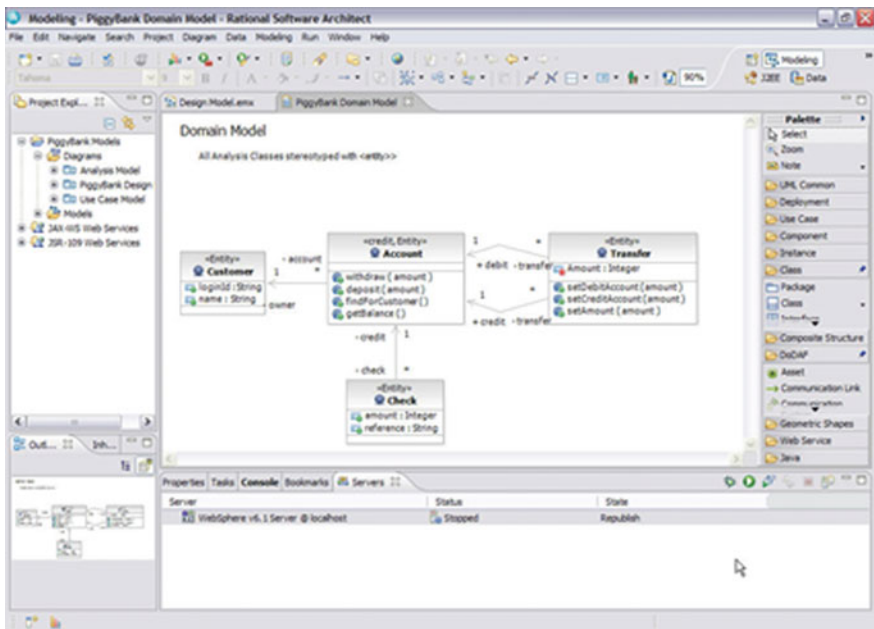 Modeling - PiggyBank Domain Model - Rational Software Architect
File Edit Navigate Search Project Diagram Data Modeling Run Window Help
Tahoma 9 B I A 90%
Modeling
J2EE Data
Project Expl...
PiggyBank Models
Diagrams
Analysis Model
PiggyBank Design
Use Case Model
Models
JAX-WS Web Services
JSR-109 Web Services
Design Model.emx PiggyBank Domain Model
Domain Model
All Analysis Classes stereotyped with <entity>>
«Entity»
Customer
loginId : String
name : String
- account
1 *
owner
«credit, Entity»
Account
withdraw ( amount )
deposit ( amount )
findForCustomer ( )
getBalance ( )
1 *
+ debit - transfer
1 *
+ credit - transfer
«Entity»
Transfer
Amount : Integer
setDebitAccount ( amount )
setCreditAccount ( amount )
setAmount ( amount )
- credit 1
- check *
«Entity»
Check
amount : Integer
reference : String
Palette
Select
Zoom
Note
UML Common
Deployment
Use Case
Component
Instance
Class
Package
Class
Interface
Composite Structure
DoDAF
Asset
Communication Link
Communication
Geometric Shapes
Web Service
Java
Out... Inh...
Properties Tasks Console Bookmarks Servers
Server Status State
WebSphere v6.1 Server @ localhost Stopped Republish